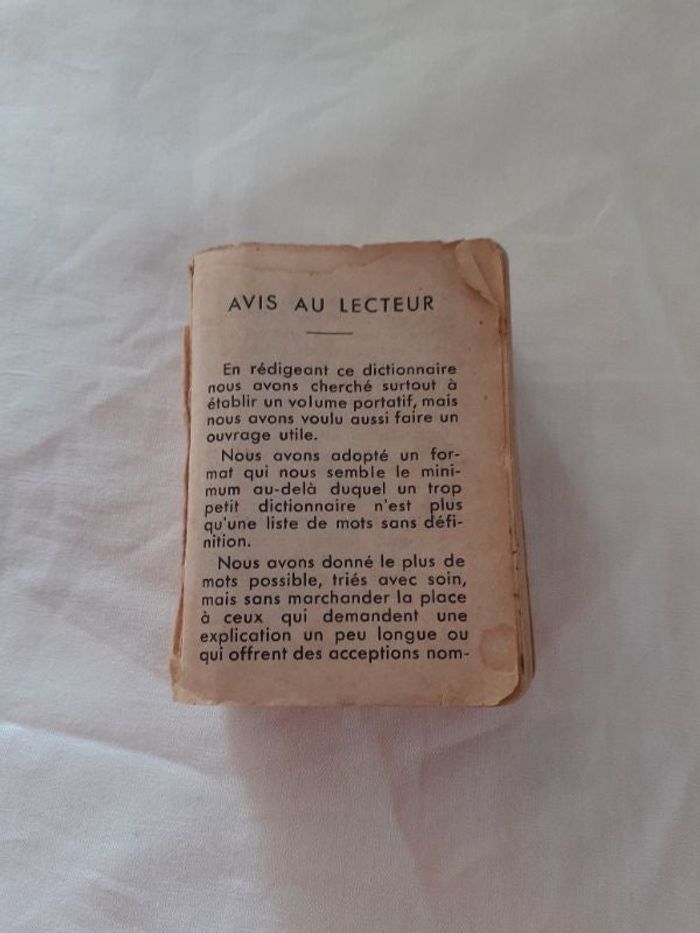 AVIS AU LECTEUR
En rédigeant ce dictionnaire
nous avons cherché surtout à
établir un volume portatif, mais
nous avons voulu aussi faire un
ouvrage utile.
Nous avons adopté un for-
mat qui nous semble le mini-
mum au-delà duquel un trop
petit dictionnaire n'est plus
qu'une liste de mots sans défi-
nition.
Nous avons donné le plus de
mots possible, triés avec soin,
mais sans marchander la place
à ceux qui demandent une
explication un peu longue ou
qui offrent des acceptions nom-